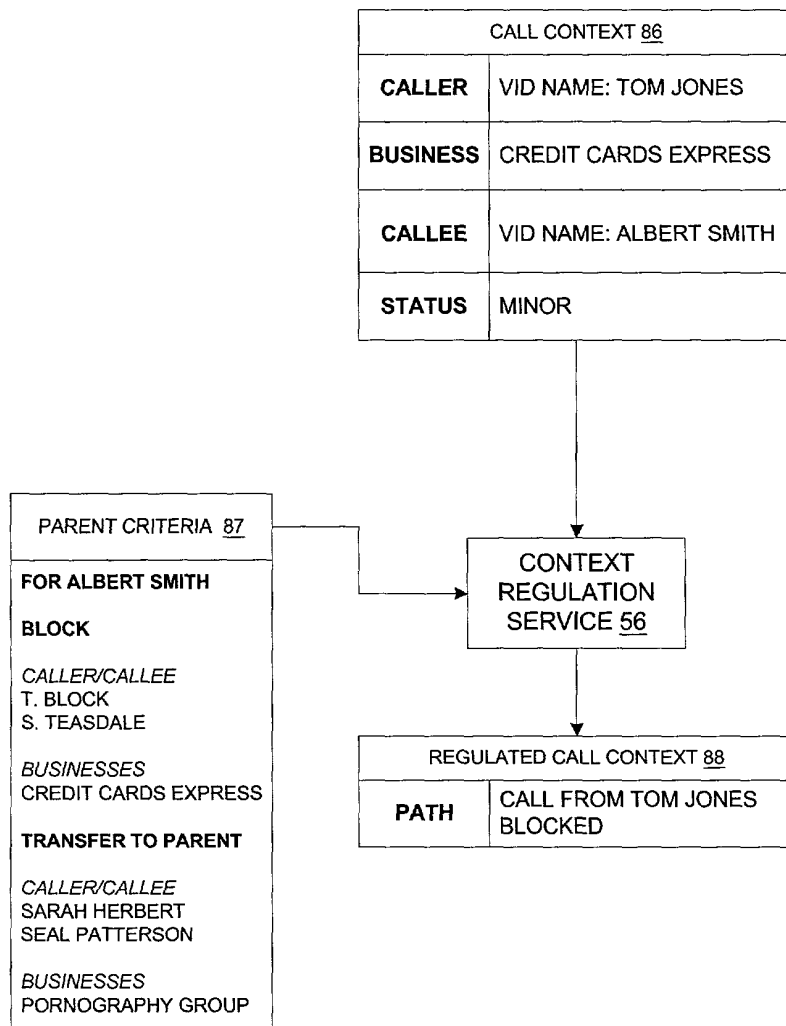 CALL CONTEXT 86
CALLER VID NAME: TOM JONES
BUSINESS CREDIT CARDS EXPRESS
CALLEE VID NAME: ALBERT SMITH
STATUS MINOR
PARENT CRITERIA 87
FOR ALBERT SMITH
BLOCK
CALLER/CALLEE
T. BLOCK
S. TEASDALE
BUSINESSES
CREDIT CARDS EXPRESS
TRANSFER TO PARENT
CALLER/CALLEE
SARAH HERBERT
SEAL PATTERSON
BUSINESSES
PORNOGRAPHY GROUP
CONTEXT
REGULATION
SERVICE 56
REGULATED CALL CONTEXT 88
PATH CALL FROM TOM JONES
BLOCKED